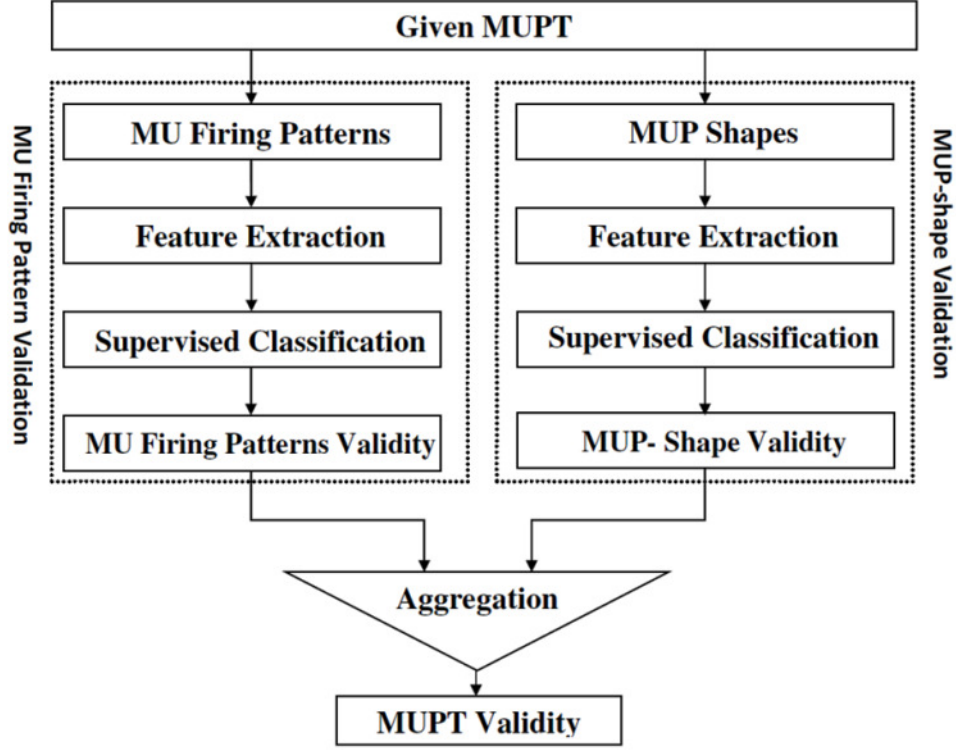 Given MUPT
MU Firing Pattern Validation
MU Firing Patterns
Feature Extraction
Supervised Classification
MU Firing Patterns Validity
MUP Shapes
Feature Extraction
Supervised Classification
MUP- Shape Validity
MUP-shape Validation
Aggregation
MUPT Validity